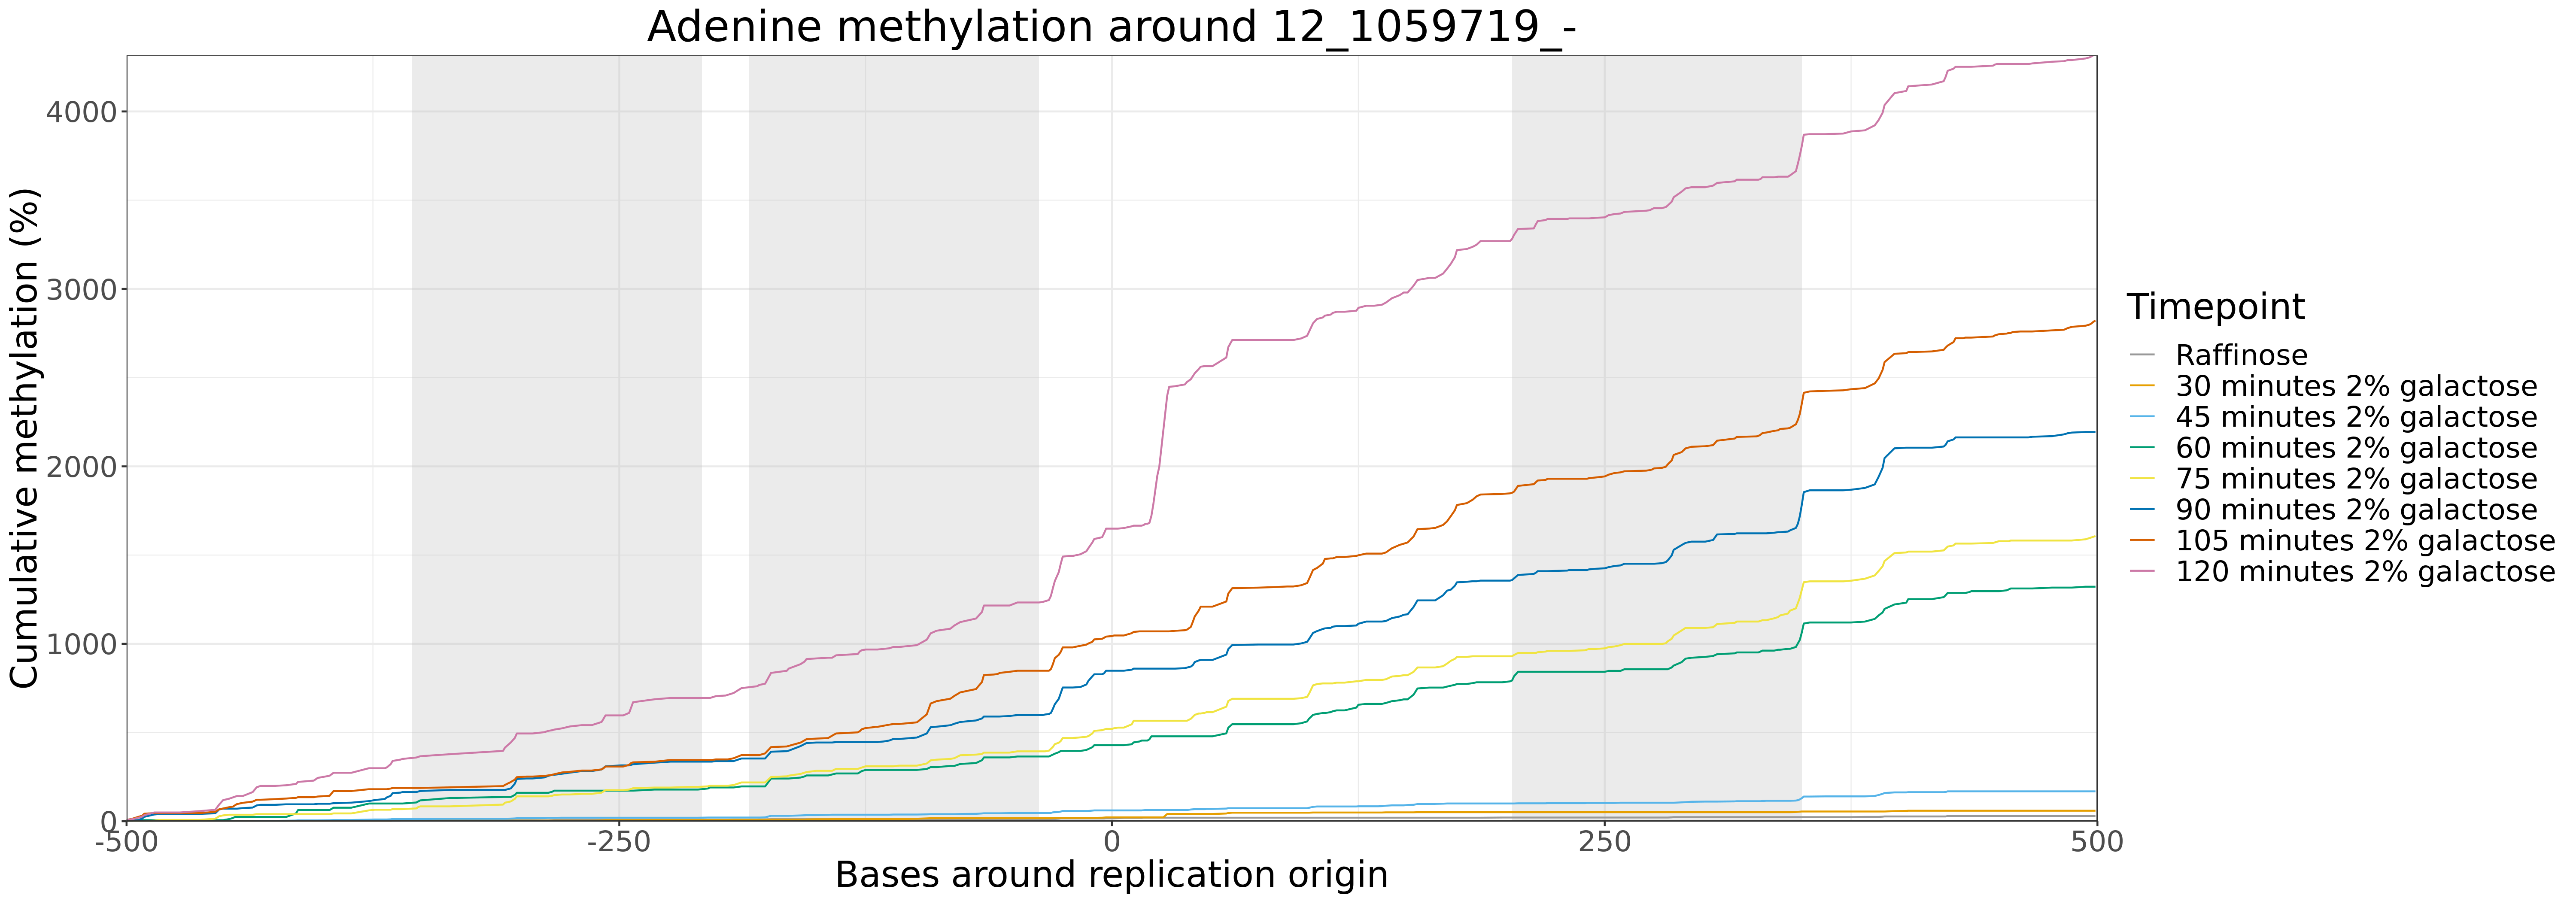 Adenine methylation around 12_1059719_-
Cumulative methylation (%)
4000
3000
2000
1000
0
-500
-250
0
250
500
Bases around replication origin
Timepoint
Raffinose
30 minutes 2% galactose
45 minutes 2% galactose
60 minutes 2% galactose
75 minutes 2% galactose
90 minutes 2% galactose
105 minutes 2% galactose
120 minutes 2% galactose